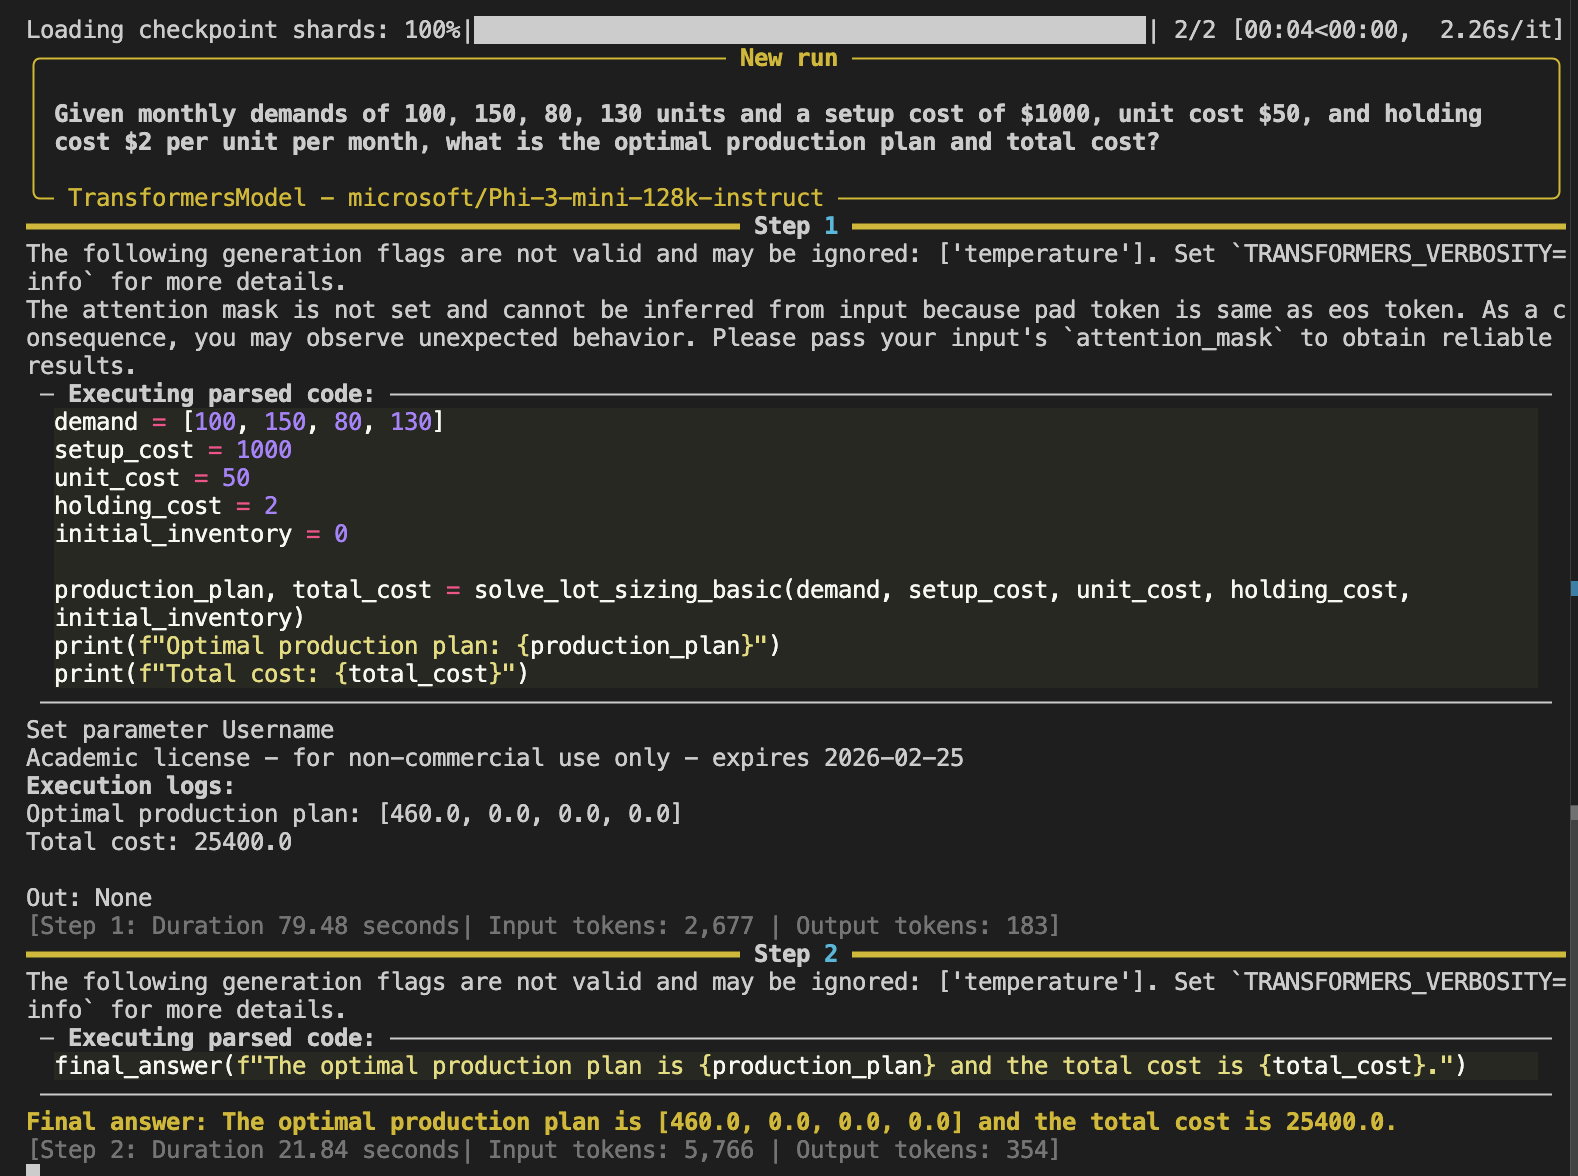 Loading checkpoint shards: 100%|| 2/2 [00:04<00:00,  2.26s/it]
New run
Given monthly demands of 100, 150, 80, 130 units and a setup cost of $1000, unit cost $50, and holding
cost $2 per unit per month, what is the optimal production plan and total cost?
TransformersModel - microsoft/Phi-3-mini-128k-instruct
Step 1
The following generation flags are not valid and may be ignored: ['temperature']. Set `TRANSFORMERS_VERBOSITY=
info` for more details.
The attention mask is not set and cannot be inferred from input because pad token is same as eos token. As a c
onsequence, you may observe unexpected behavior. Please pass your input's `attention_mask` to obtain reliable
results.
— Executing parsed code:
demand = [100, 150, 80, 130]
setup_cost = 1000
unit_cost = 50
holding_cost = 2
initial_inventory = 0
production_plan, total_cost = solve_lot_sizing_basic(demand, setup_cost, unit_cost, holding_cost,
initial_inventory)
print(f"Optimal production plan: {production_plan}")
print(f"Total cost: {total_cost}")
Set parameter Username
Academic license - for non-commercial use only - expires 2026-02-25
Execution logs:
Optimal production plan: [460.0, 0.0, 0.0, 0.0]
Total cost: 25400.0
Out: None
[Step 1: Duration 79.48 seconds| Input tokens: 2,677 | Output tokens: 183]
Step 2
The following generation flags are not valid and may be ignored: ['temperature']. Set `TRANSFORMERS_VERBOSITY=
info` for more details.
— Executing parsed code:
final_answer(f"The optimal production plan is {production_plan} and the total cost is {total_cost}.")
Final answer: The optimal production plan is [460.0, 0.0, 0.0, 0.0] and the total cost is 25400.0.
[Step 2: Duration 21.84 seconds| Input tokens: 5,766 | Output tokens: 354]